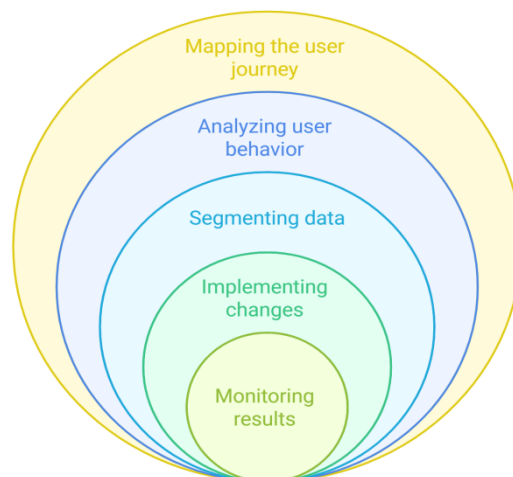 Mapping the user
journey
Analyzing user
behavior
Segmenting data
Implementing
changes
Monitoring
results